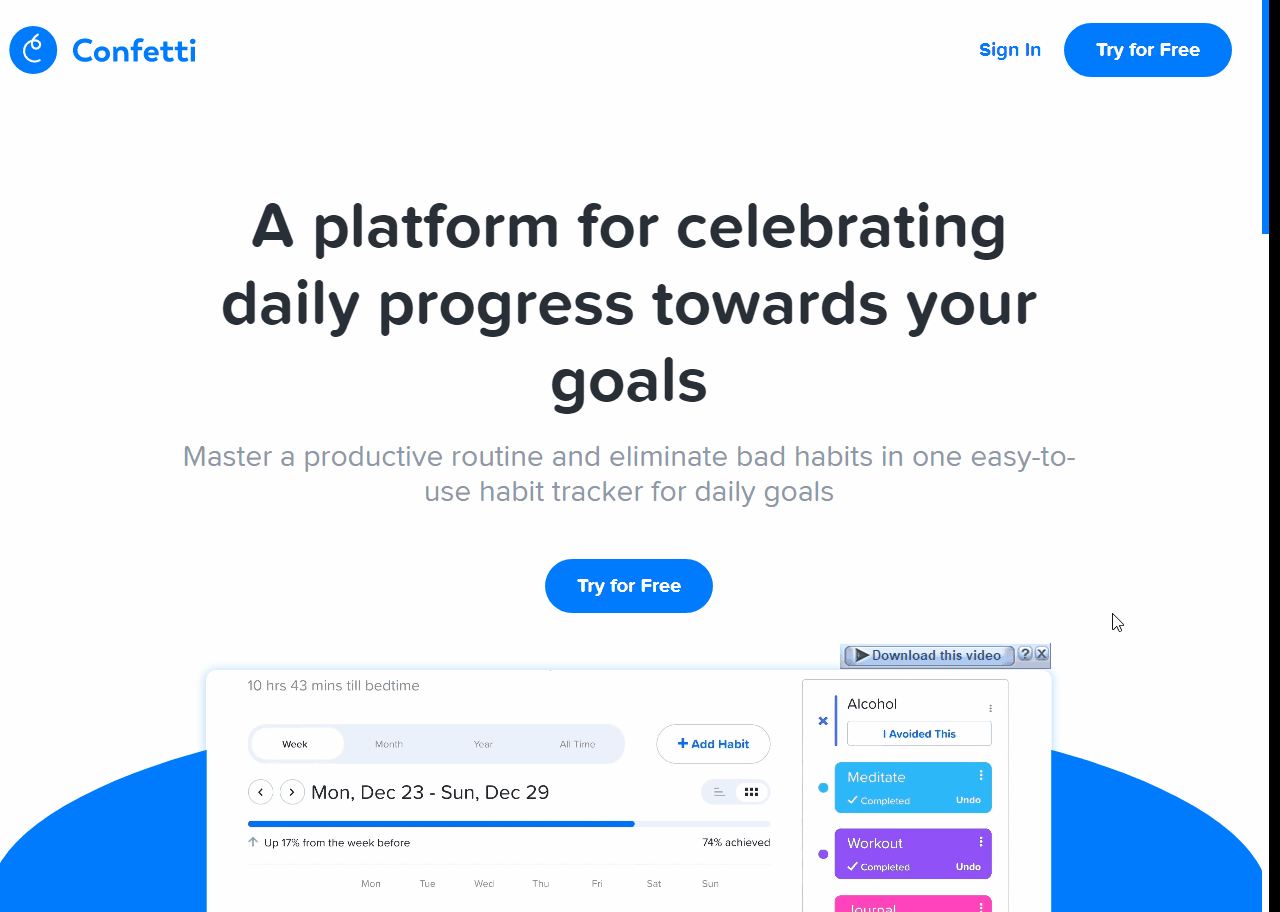 Confetti
Sign In
Try for Free
A platform for celebrating
daily progress towards your
goals
Master a productive routine and eliminate bad habits in one easy-to-
use habit tracker for daily goals
Try for Free
Download this video ? X
10 hrs 43 mins till bedtime
Week Month Year All Time
+ Add Habit
Mon, Dec 23 - Sun, Dec 29
Up 17% from the week before
74% achieved
Mon Tue Wed Thu Fri Sat Sun
Alcohol
I Avoided This
Meditate
Completed Undo
Workout
Completed Undo
Journal